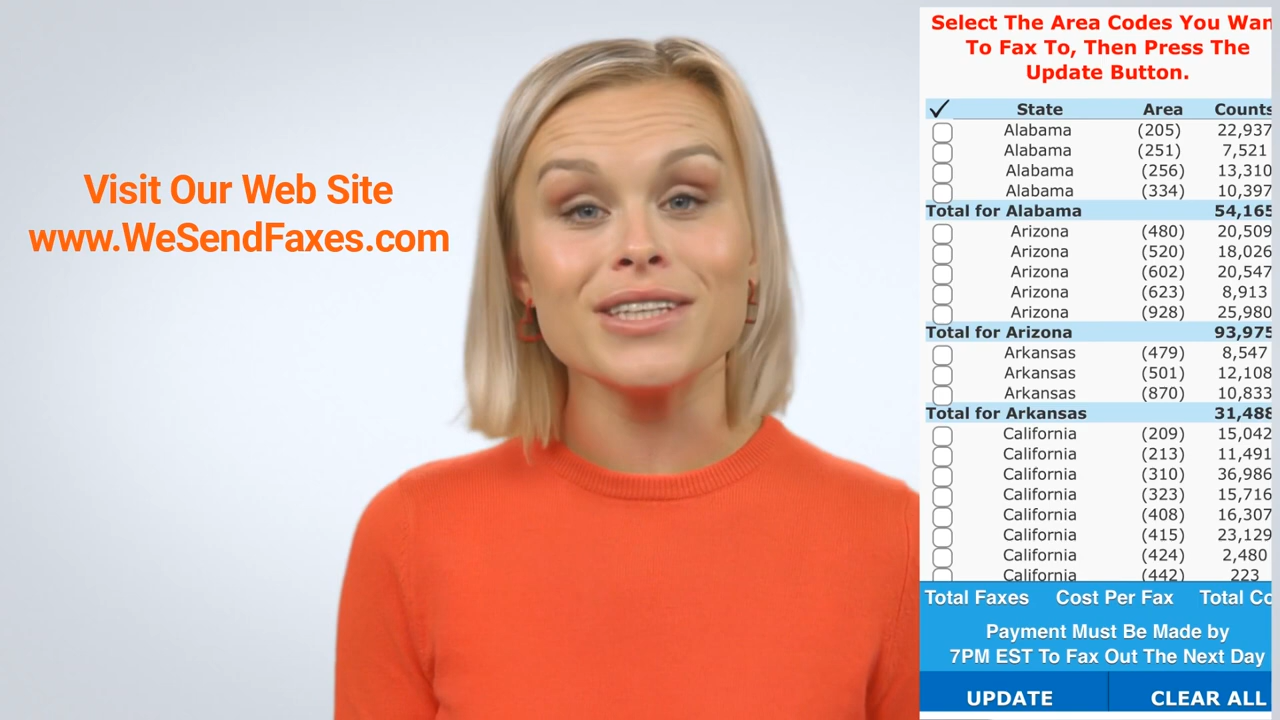 Visit Our Web Site
www.WeSendFaxes.com
Select The Area Codes You Wan
To Fax To, Then Press The
Update Button.
✓ State Area Counts
Alabama (205) 22,937
Alabama (251) 7,521
Alabama (256) 13,310
Alabama (334) 10,397
Total for Alabama 54,165
Arizona (480) 20,509
Arizona (520) 18,026
Arizona (602) 20,547
Arizona (623) 8,913
Arizona (928) 25,980
Total for Arizona 93,975
Arkansas (479) 8,547
Arkansas (501) 12,108
Arkansas (870) 10,833
Total for Arkansas 31,488
California (209) 15,042
California (213) 11,491
California (310) 36,986
California (323) 15,716
California (408) 16,307
California (415) 23,129
California (424) 2,480
California (442) 223
Total Faxes Cost Per Fax Total Co
Payment Must Be Made by
7PM EST To Fax Out The Next Day
UPDATE CLEAR ALL